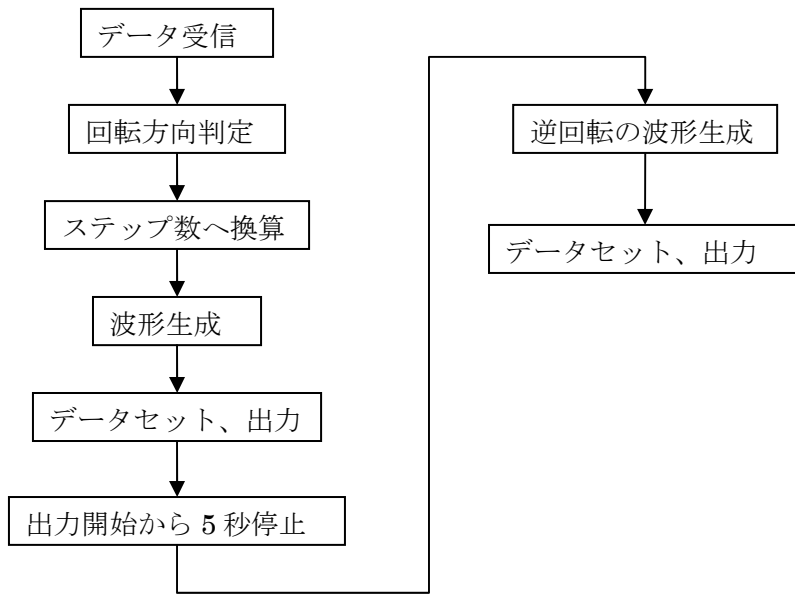 データ受信
回転方向判定
ステップ数へ換算
波形生成
データセット、出力
出力開始から5秒停止
逆回転の波形生成
データセット、出力